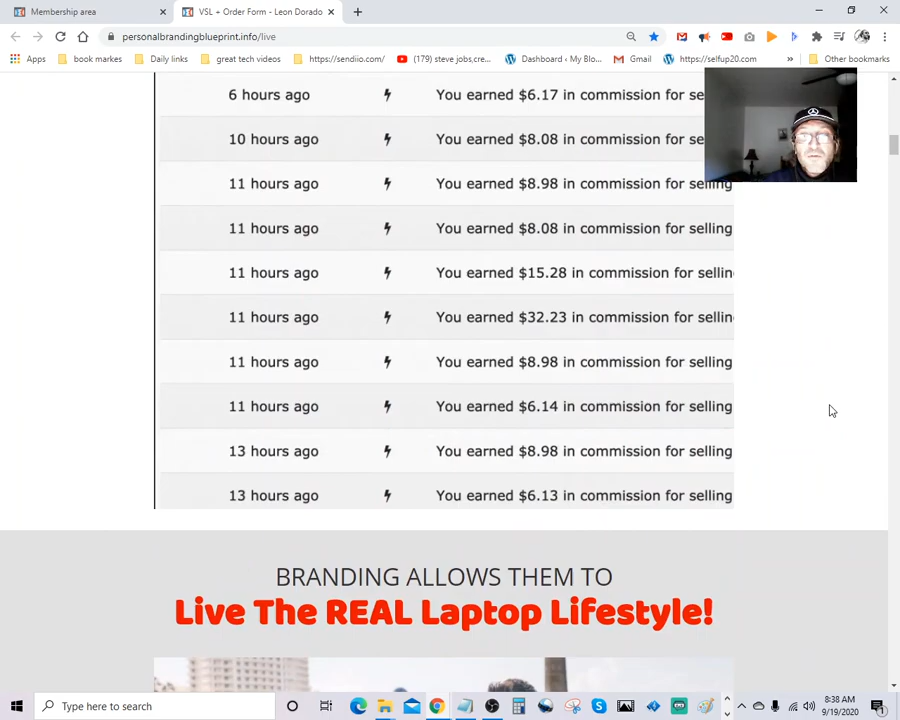 Membership area
VSL + Order Form - Leon Dorado
personalbrandingblueprint.info/live
Apps book markes Daily links great tech videos https://sendiio.com/ (179) steve jobs,cre... Dashboard ‹ My Blo... Gmail https://selfup20.com » Other bookmarks
6 hours ago You earned $6.17 in commission for se
10 hours ago You earned $8.08 in commission for se
11 hours ago You earned $8.98 in commission for selling
11 hours ago You earned $8.08 in commission for selling
11 hours ago You earned $15.28 in commission for sellin
11 hours ago You earned $32.23 in commission for sellin
11 hours ago You earned $8.98 in commission for selling
11 hours ago You earned $6.14 in commission for selling
13 hours ago You earned $8.98 in commission for selling
13 hours ago You earned $6.13 in commission for selling
BRANDING ALLOWS THEM TO
Live The REAL Laptop Lifestyle!
Type here to search
8:38 AM
9/19/2020